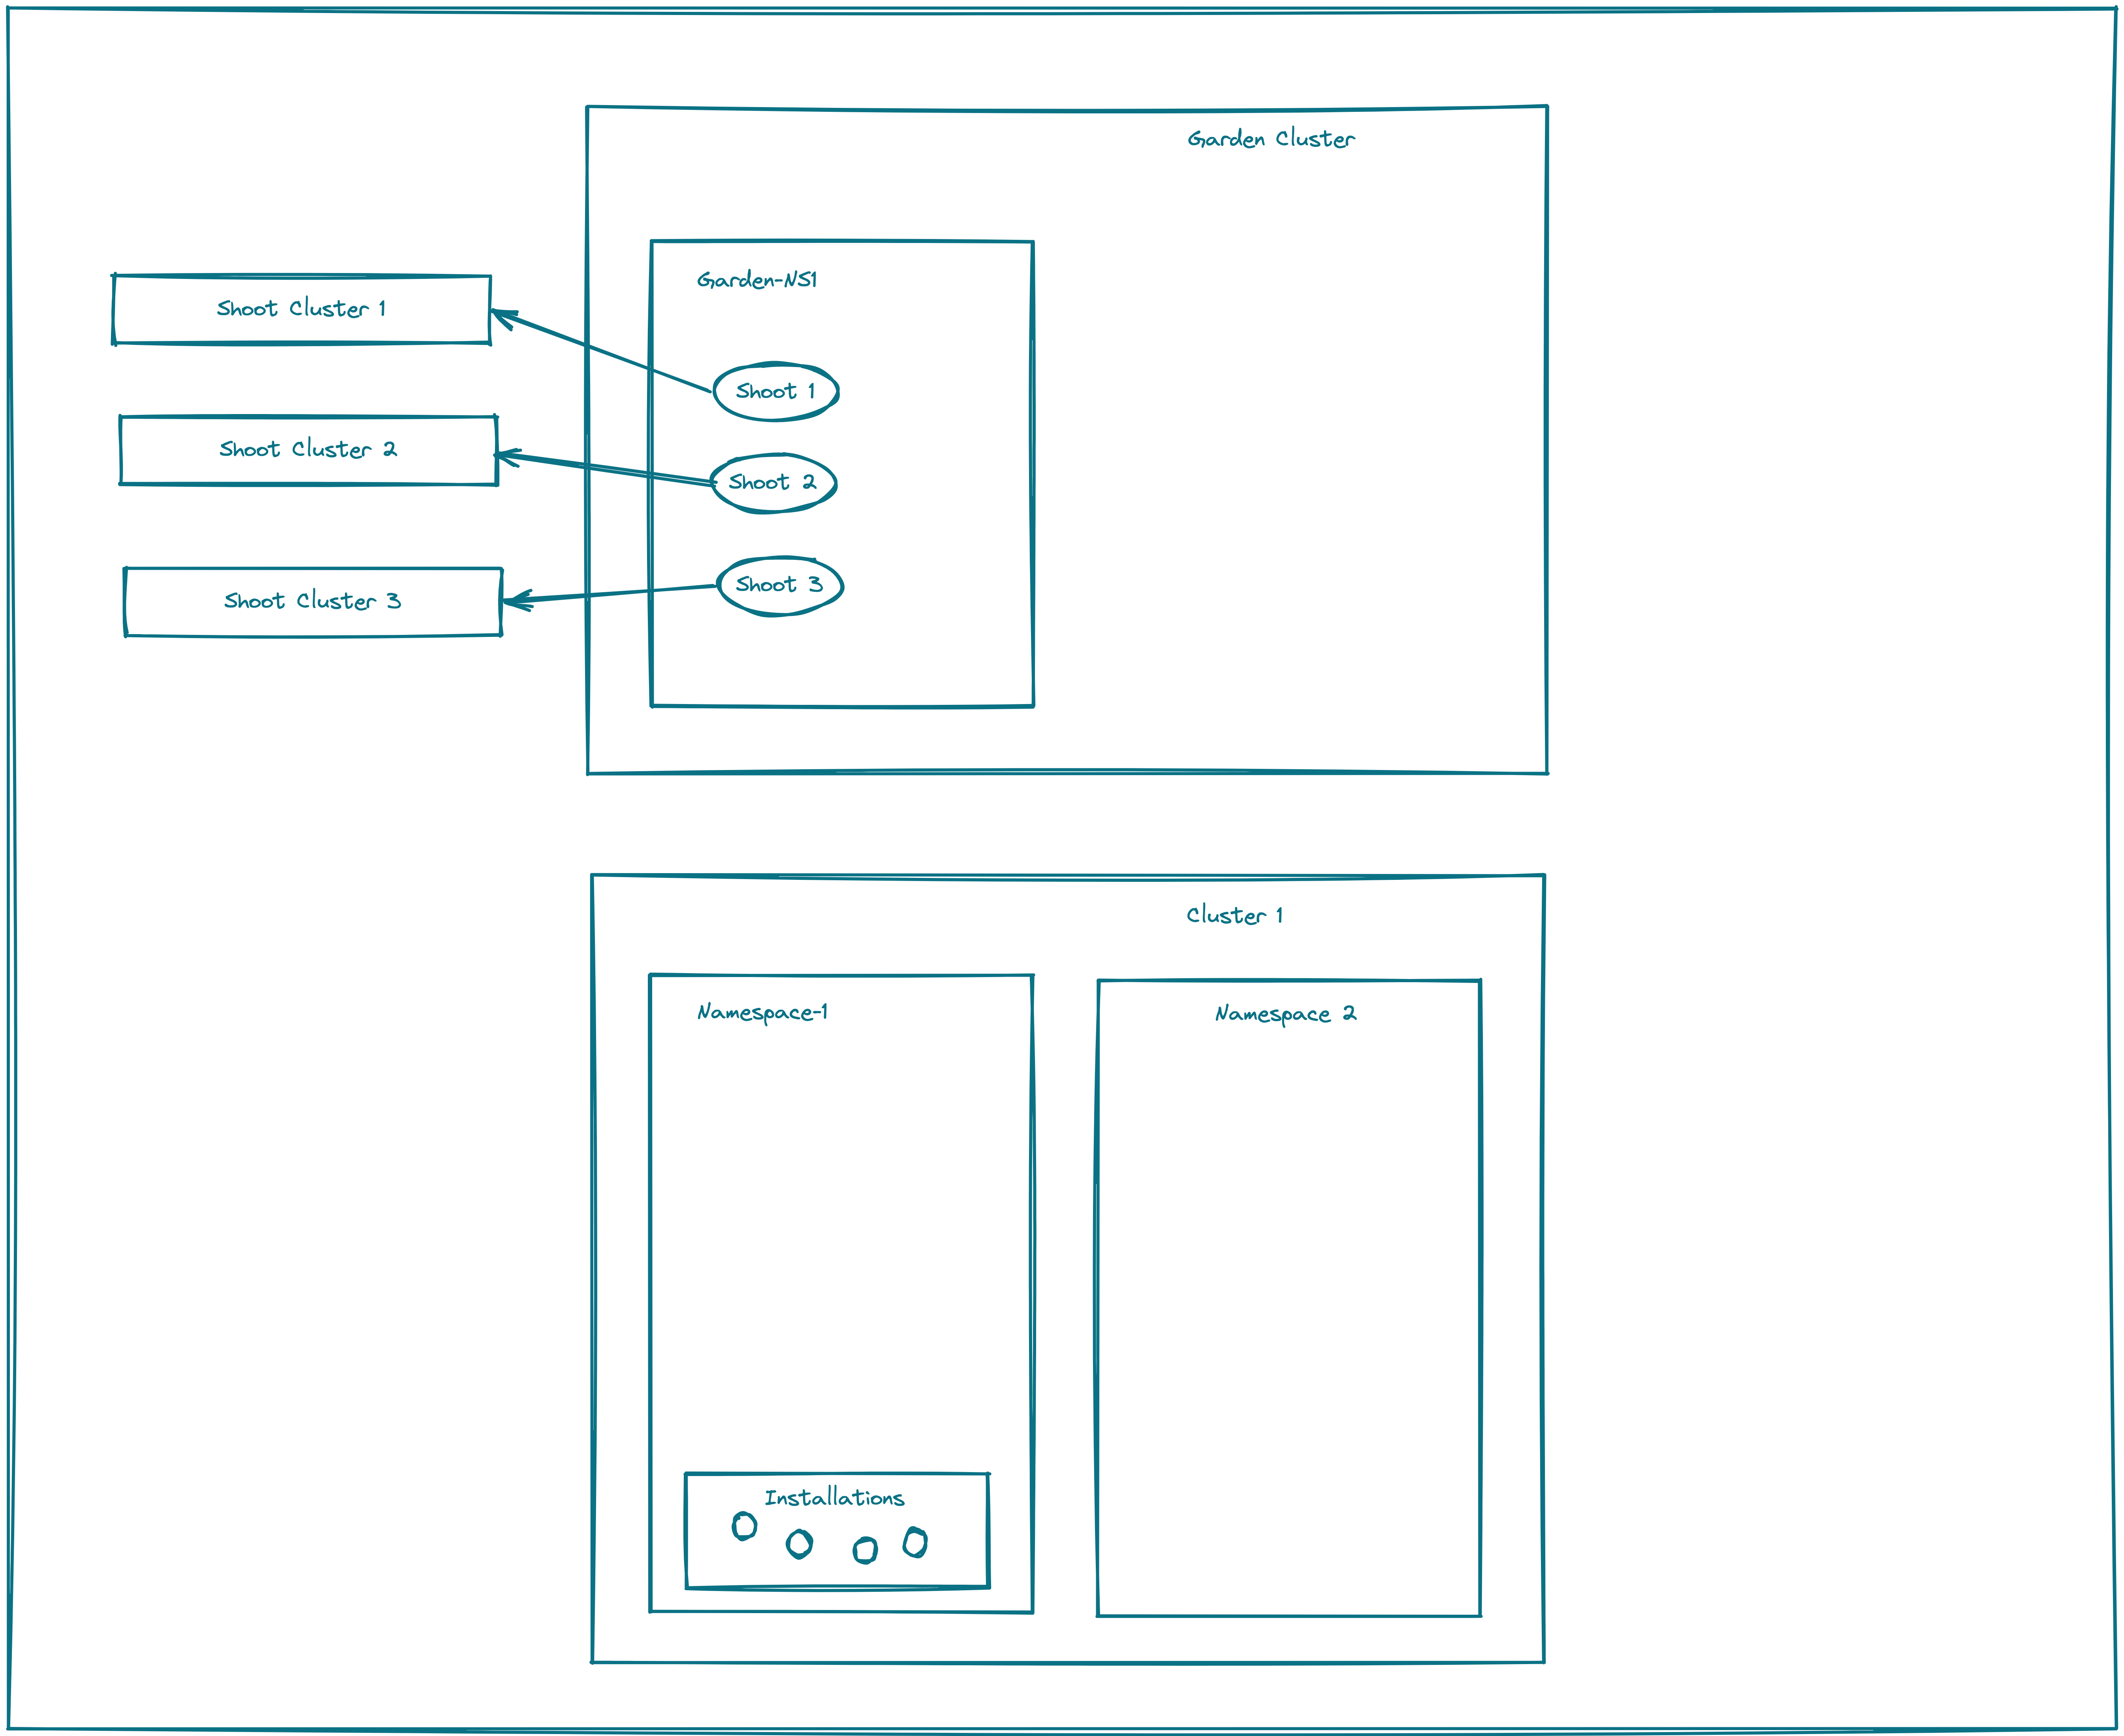 Garden Cluster
Garden-NS1
Shoot Cluster 1
Shoot 1
Shoot Cluster 2
Shoot 2
Shoot Cluster 3
Shoot 3
Cluster 1
Namespace-1
Namespace 2
Installations